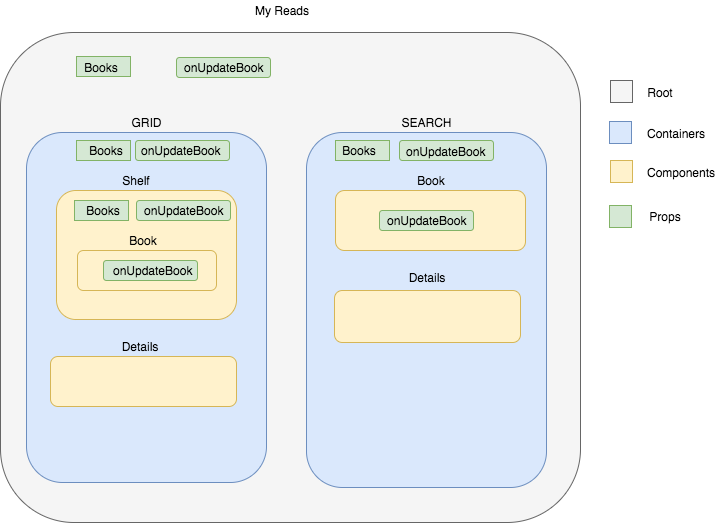 My Reads
Books
onUpdateBook
GRID
Books
onUpdateBook
Shelf
Books
onUpdateBook
Book
onUpdateBook
Details
SEARCH
Books
onUpdateBook
Book
onUpdateBook
Details
Root
Containers
Components
Props